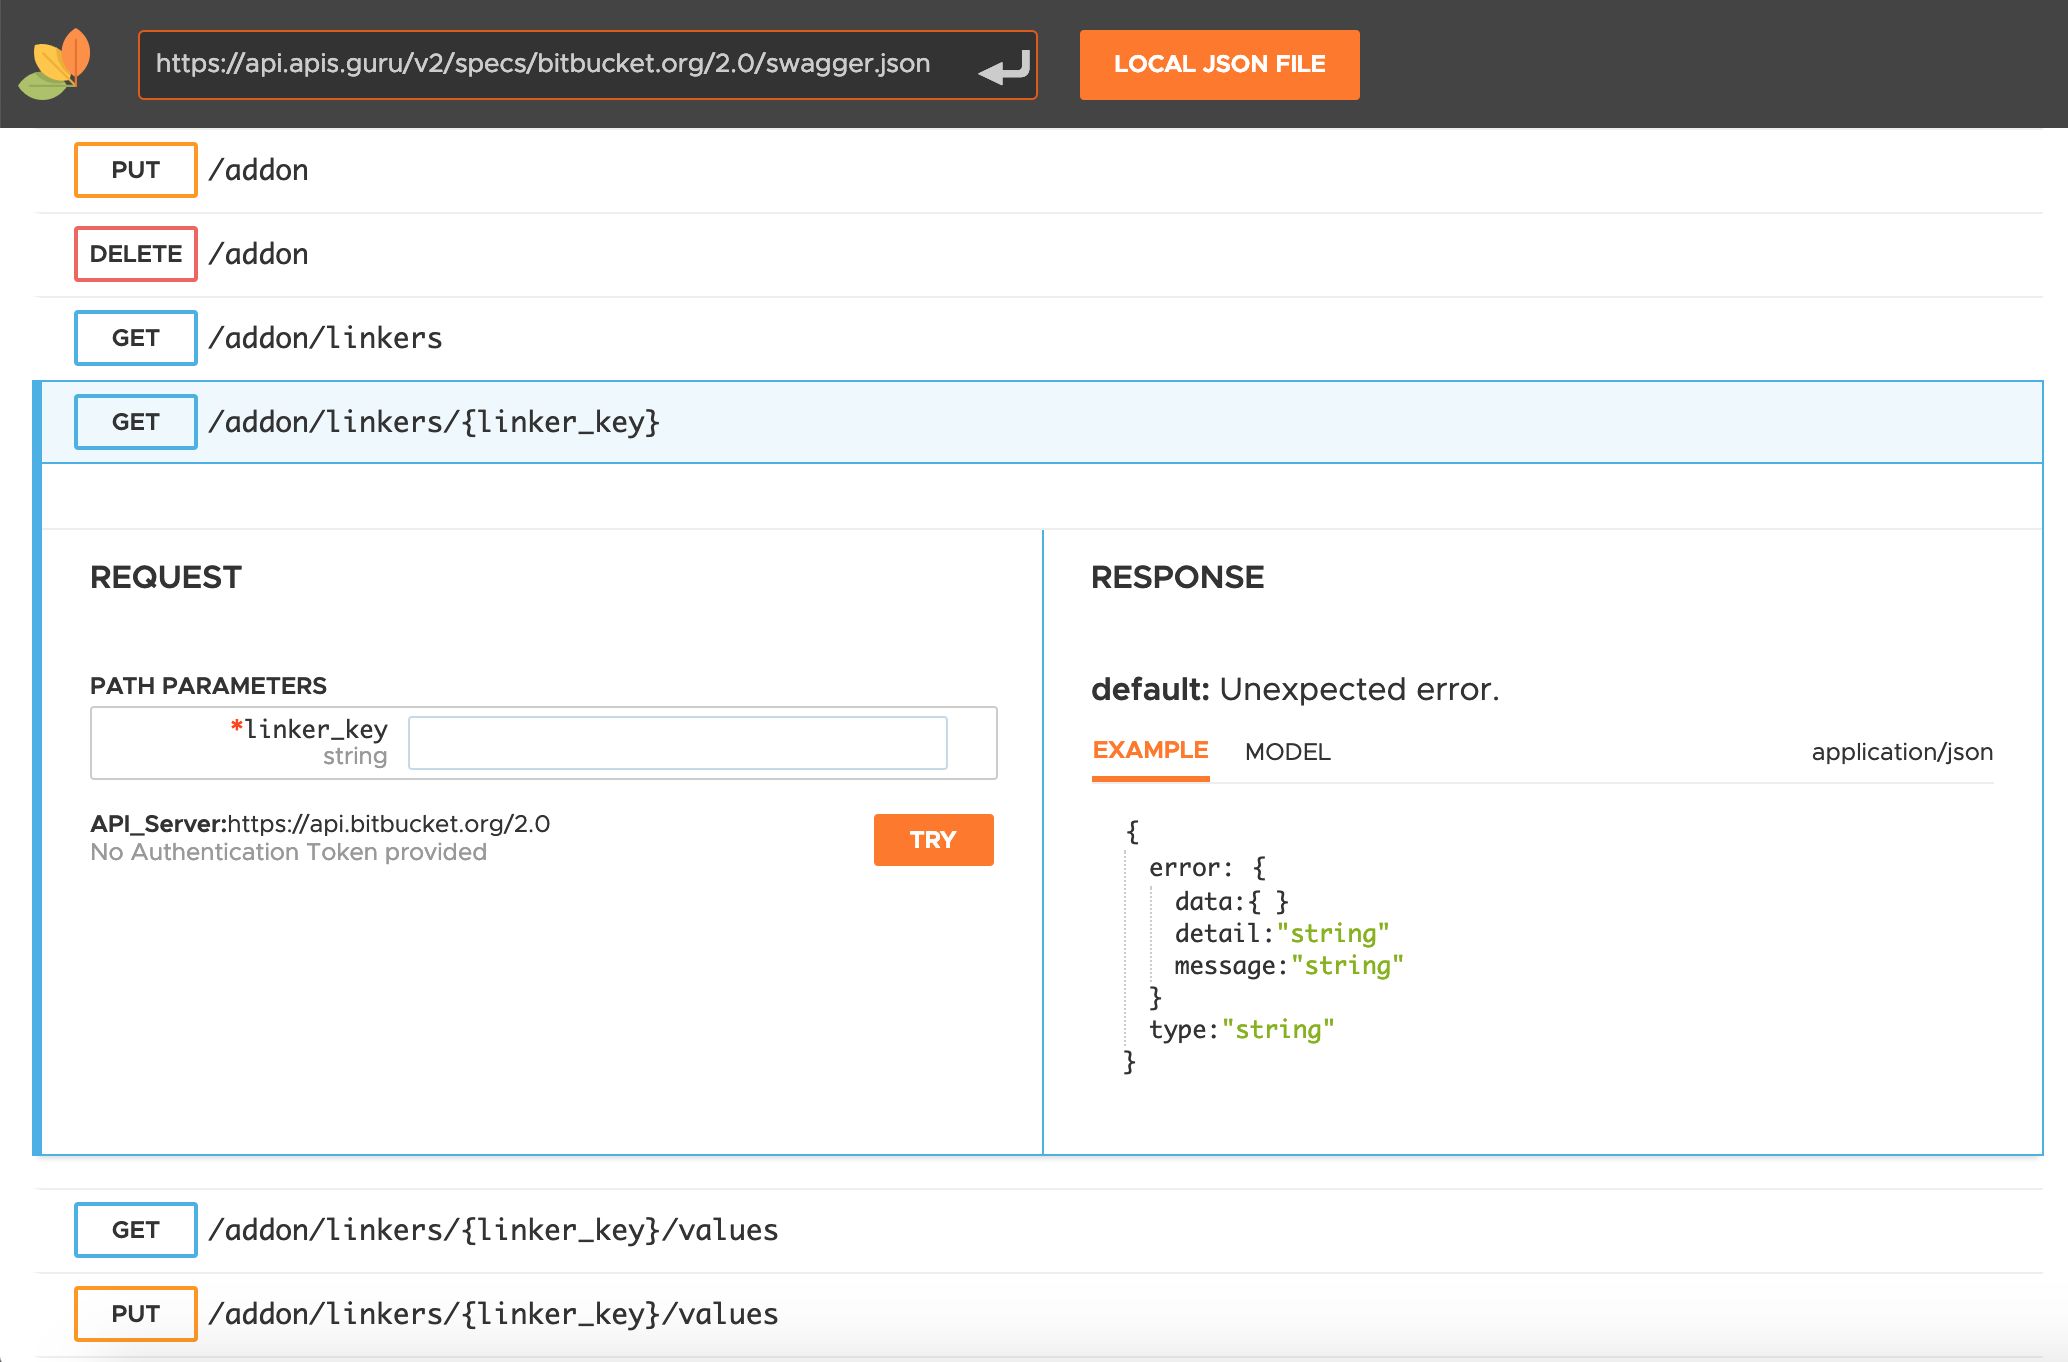 https://api.apis.guru/v2/specs/bitbucket.org/2.0/swagger.json
LOCAL JSON FILE
PUT /addon
DELETE /addon
GET /addon/linkers
GET /addon/linkers/{linker_key}
REQUEST
PATH PARAMETERS
*linker_key
string
API_Server:https://api.bitbucket.org/2.0
No Authentication Token provided
TRY
RESPONSE
default: Unexpected error.
EXAMPLE MODEL application/json
{
error: {
data:{ }
detail:"string"
message:"string"
}
type:"string"
}
GET /addon/linkers/{linker_key}/values
PUT /addon/linkers/{linker_key}/values